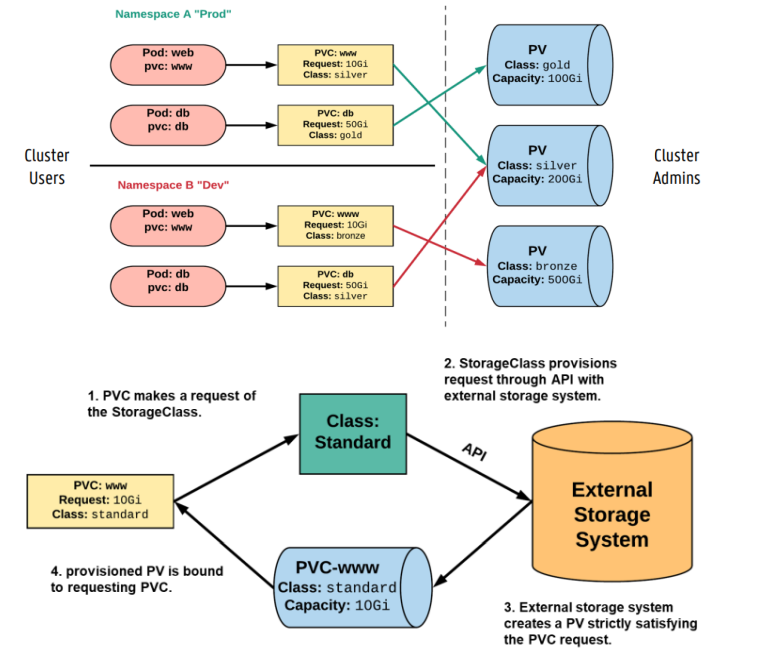 Namespace A "Prod"
Pod: web
pvc: www
PVC: www
Request: 10Gi
Class: silver
PV
Class: gold
Capacity: 100Gi
Pod: db
pvc: db
PVC: db
Request: 50Gi
Class: gold
Cluster
Users
PV
Class: silver
Capacity: 200Gi
Cluster
Admins
Namespace B "Dev"
Pod: web
pvc: www
PVC: www
Request: 10Gi
Class: bronze
PV
Class: bronze
Capacity: 500Gi
Pod: db
pvc: db
PVC: db
Request: 50Gi
Class: silver
1. PVC makes a request of
the StorageClass.
Class:
Standard
2. StorageClass provisions
request through API with
external storage system.
API
PVC: www
Request: 10Gi
Class: standard
External
Storage
System
4. provisioned PV is bound
to requesting PVC.
PVC-www
Class: standard
Capacity: 10Gi
3. External storage system
creates a PV strictly satisfying
the PVC request.